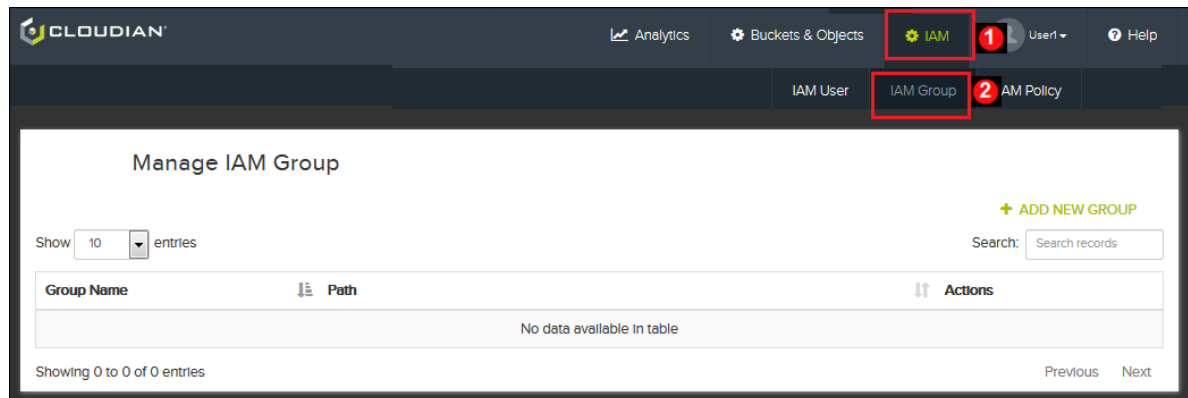 CLOUDIAN
Analytics
Buckets & Objects
IAM
1
User1
Help
IAM User
IAM Group
2
AM Policy
Manage IAM Group
+ ADD NEW GROUP
Show 10 entries
Search: Search records
Group Name Path Actions
No data available in table
Showing 0 to 0 of 0 entries
Previous Next